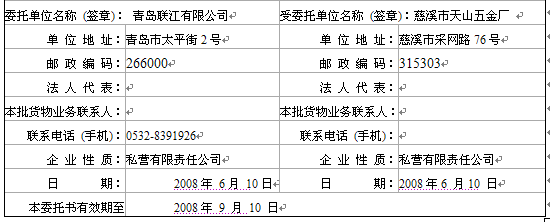 委托单位名称（签章）： 青岛联江有限公司 受委托单位名称（签章）：慈溪市天山五金厂
单 位 地 址：青岛市太平街 2 号 单 位 地 址：慈溪市采网路 76 号
邮 政 编 码：266000 邮 政 编 码：315303
法 人 代 表： 法 人 代 表：
本批货物业务联系人： 本批货物业务联系人：
联系电话（手机）：0532-8391926 联系电话（手机）：
企 业 性 质：私营有限责任公司 企 业 性 质：私营有限责任公司
日 期： 2008 年 6 月 10 日 日 期：2008 年 6 月 10 日
本委托书有效期至 2008 年 9 月 10 日